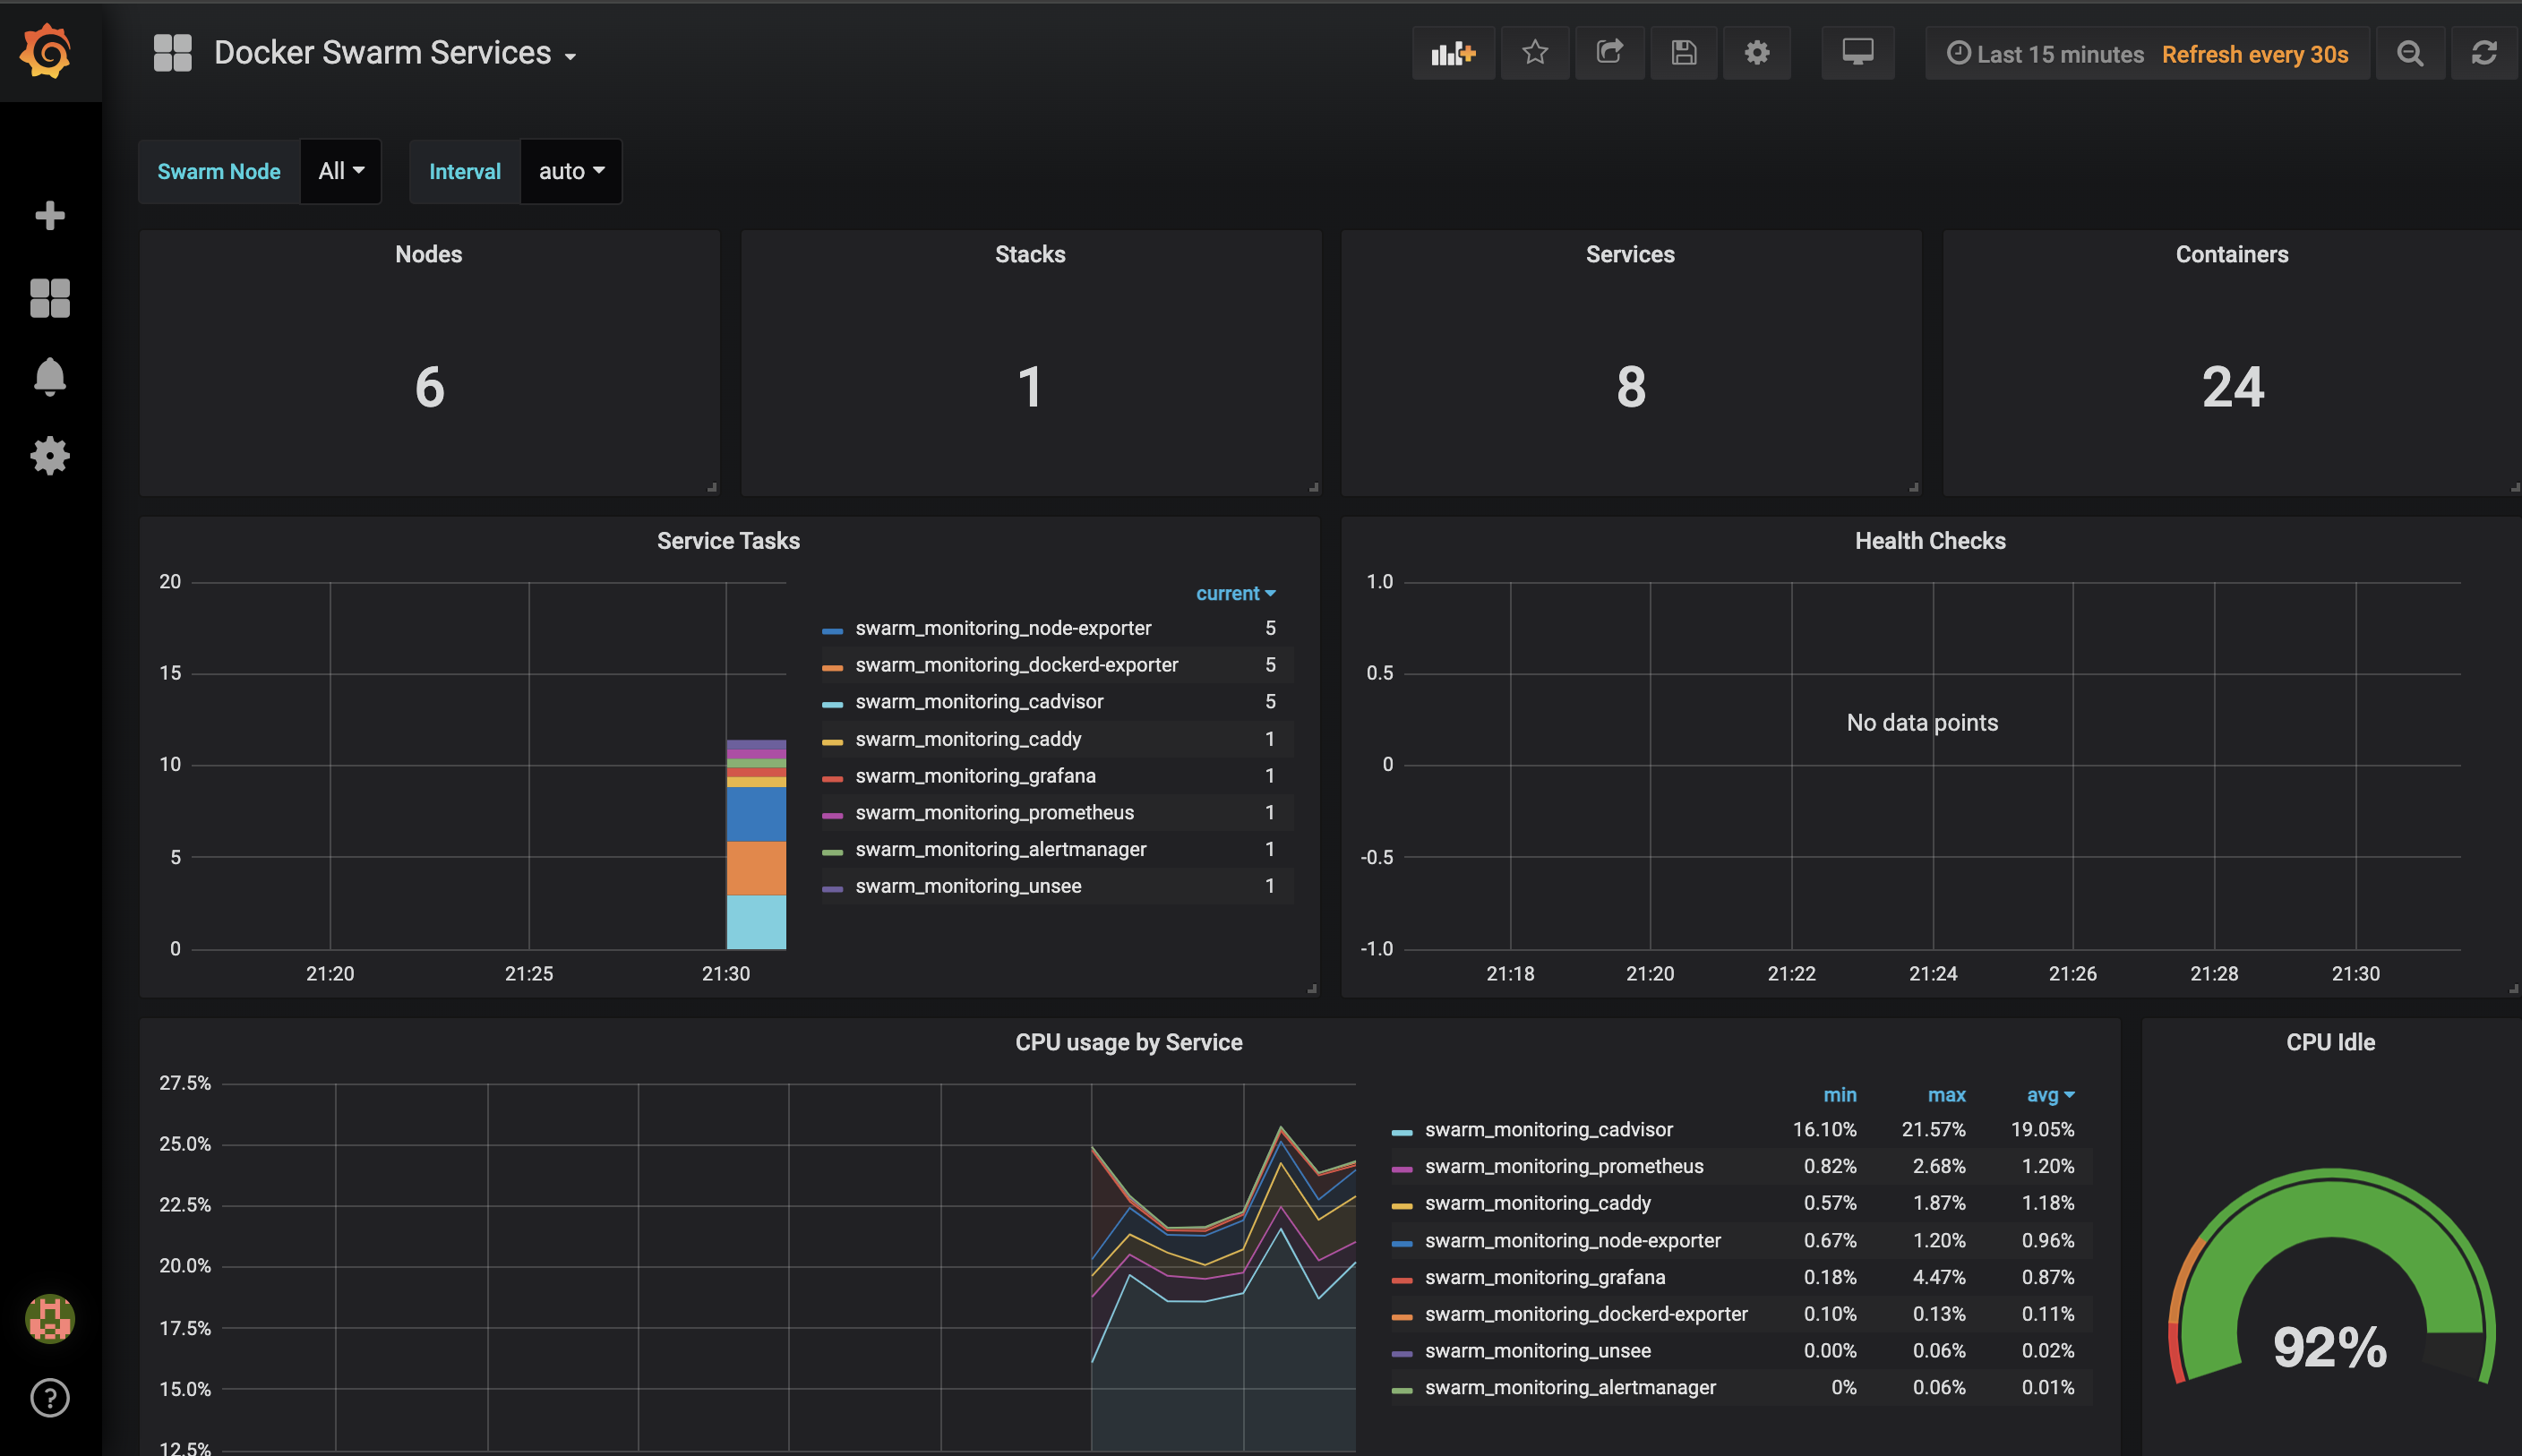 Docker Swarm Services
Last 15 minutes Refresh every 30s
Swarm Node All Interval auto
Nodes
6
Stacks
1
Services
8
Containers
24
Service Tasks
20
15
10
5
0
21:20 21:25 21:30
current
swarm_monitoring_node-exporter 5
swarm_monitoring_dockerd-exporter 5
swarm_monitoring_cadvisor 5
swarm_monitoring_caddy 1
swarm_monitoring_grafana 1
swarm_monitoring_prometheus 1
swarm_monitoring_alertmanager 1
swarm_monitoring_unsee 1
Health Checks
1.0
0.5
0
-0.5
-1.0
No data points
21:18 21:20 21:22 21:24 21:26 21:28 21:30
CPU usage by Service
27.5%
25.0%
22.5%
20.0%
17.5%
15.0%
12.5%
min max avg
swarm_monitoring_cadvisor 16.10% 21.57% 19.05%
swarm_monitoring_prometheus 0.82% 2.68% 1.20%
swarm_monitoring_caddy 0.57% 1.87% 1.18%
swarm_monitoring_node-exporter 0.67% 1.20% 0.96%
swarm_monitoring_grafana 0.18% 4.47% 0.87%
swarm_monitoring_dockerd-exporter 0.10% 0.13% 0.11%
swarm_monitoring_unsee 0.00% 0.06% 0.02%
swarm_monitoring_alertmanager 0% 0.06% 0.01%
CPU Idle
92%